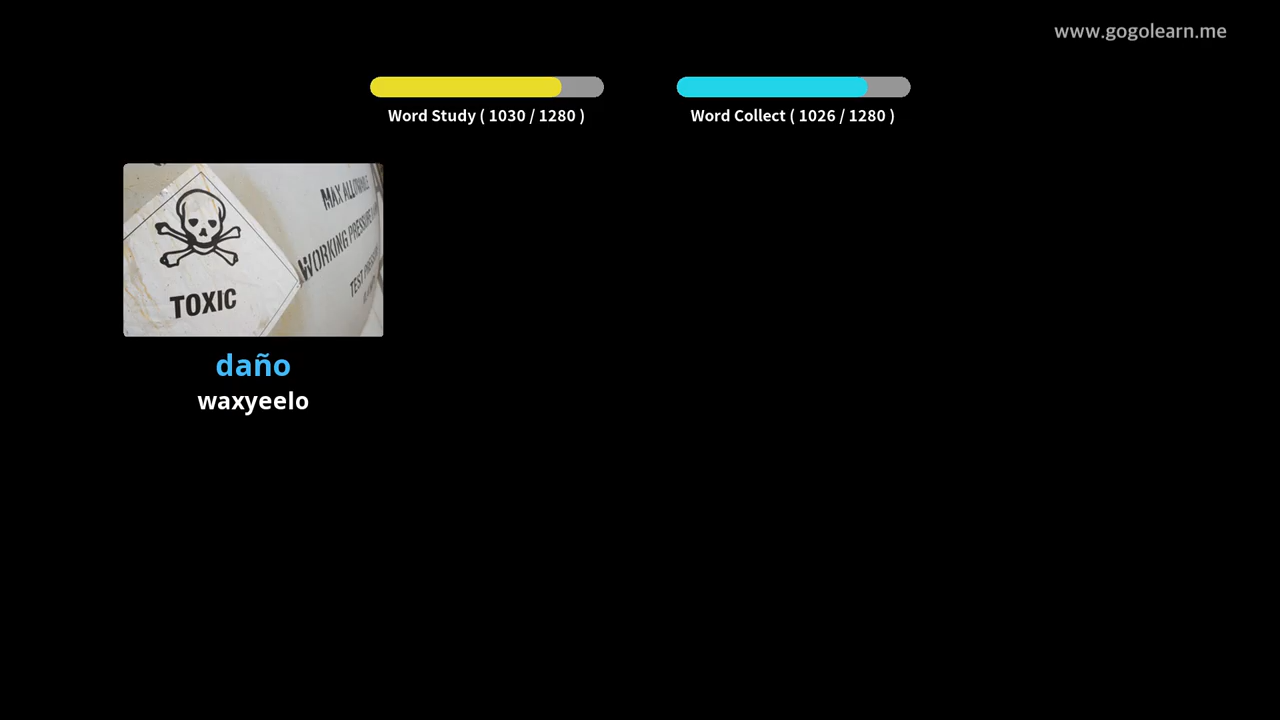 www.gogolearn.me
Word Study ( 1030 / 1280 )
Word Collect ( 1026 / 1280 )
MAX ALLOWABLE
WORKING PRESSURE
TEST
TOXIC
daño
waxyeelo